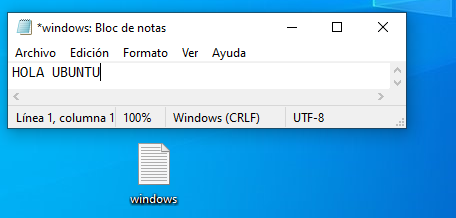 *windows: Bloc de notas
Archivo Edición Formato Ver Ayuda
HOLA UBUNTU
Línea 1, columna 1 100% Windows (CRLF) UTF-8
windows